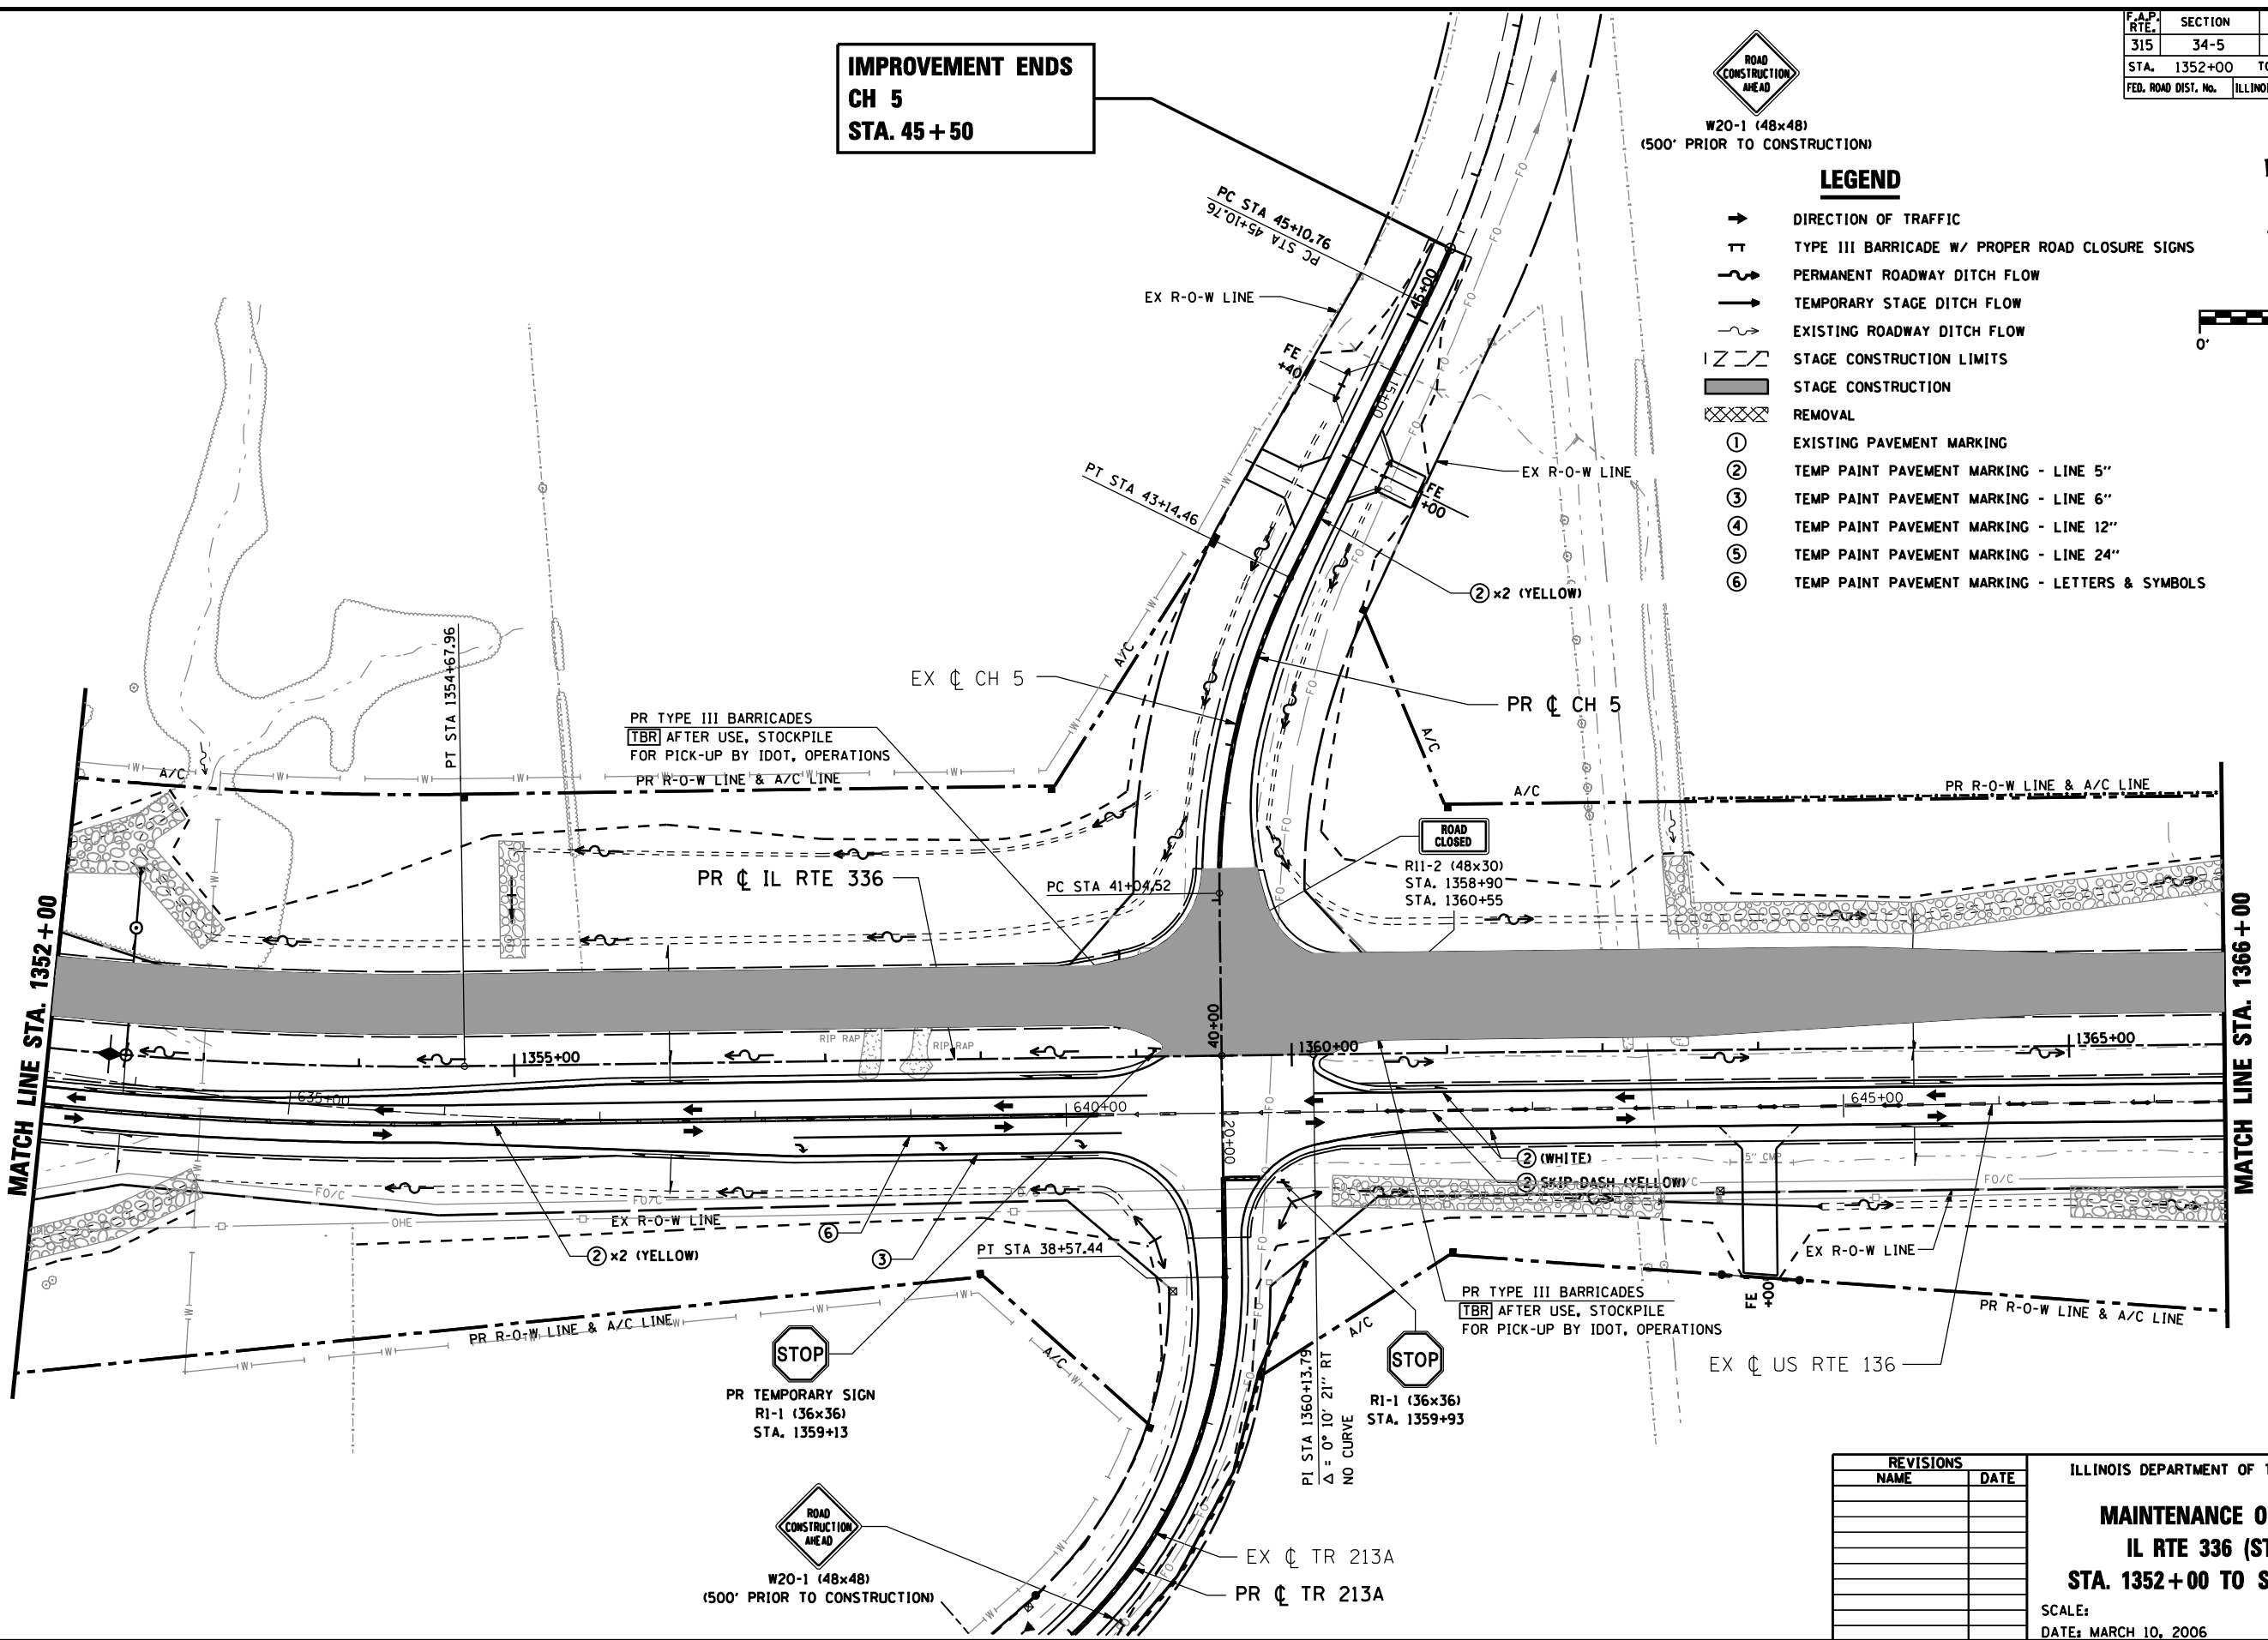 F.A.P. RTE. SECTION
315 34-5
STA. 1352+00
FED. ROAD DIST. No.
IMPROVEMENT ENDS
CH 5
STA. 45+50
ROAD
CONSTRUCTION
AHEAD
W20-1 (48x48)
(500' PRIOR TO CONSTRUCTION)
LEGEND
DIRECTION OF TRAFFIC
TYPE III BARRICADE W/ PROPER ROAD CLOSURE SIGNS
PERMANENT ROADWAY DITCH FLOW
TEMPORARY STAGE DITCH FLOW
EXISTING ROADWAY DITCH FLOW
STAGE CONSTRUCTION LIMITS
STAGE CONSTRUCTION
REMOVAL
1 EXISTING PAVEMENT MARKING
2 TEMP PAINT PAVEMENT MARKING - LINE 5"
3 TEMP PAINT PAVEMENT MARKING - LINE 6"
4 TEMP PAINT PAVEMENT MARKING - LINE 12"
5 TEMP PAINT PAVEMENT MARKING - LINE 24"
6 TEMP PAINT PAVEMENT MARKING - LETTERS & SYMBOLS
0'
PC STA 45+10.76
PC STA 45+10.76
EX R-O-W LINE
45+00
FE
+40
15+00
EX R-O-W LINE
FE
+00
PT STA 43+14.46
2 x2 (YELLOW)
EX ℄ CH 5
PR ℄ CH 5
A/C
A/C
PT STA 1354+67.96
PR TYPE III BARRICADES
TBR AFTER USE, STOCKPILE
FOR PICK-UP BY IDOT, OPERATIONS
A/C
PR R-O-W LINE & A/C LINE
A/C
PR R-O-W LINE & A/C LINE
ROAD
CLOSED
R11-2 (48x30)
STA. 1358+90
STA. 1360+55
PR ℄ IL RTE 336
PC STA 41+04.52
MATCH LINE STA. 1352+00
MATCH LINE STA. 1366+00
40+00
RIP RAP
RIP RAP
1355+00
1360+00
1365+00
635+00
640+00
645+00
20+00
2 (WHITE)
2 SKIP-DASH (YELLOW)
15" CMP
FO/C
FO/C
FO/C
OHE
EX R-O-W LINE
6
2 x2 (YELLOW)
3
PT STA 38+57.44
EX R-O-W LINE
FE
+00
PR TYPE III BARRICADES
TBR AFTER USE, STOCKPILE
FOR PICK-UP BY IDOT, OPERATIONS
PR R-O-W LINE & A/C LINE
PR R-O-W LINE & A/C LINE
A/C
A/C
STOP
PR TEMPORARY SIGN
R1-1 (36x36)
STA. 1359+13
PI STA 1360+13.79
Δ = 0° 10' 21" RT
NO CURVE
STOP
R1-1 (36x36)
STA. 1359+93
EX ℄ US RTE 136
ROAD
CONSTRUCTION
AHEAD
W20-1 (48x48)
(500' PRIOR TO CONSTRUCTION)
EX ℄ TR 213A
PR ℄ TR 213A
REVISIONS
NAME DATE
ILLINOIS DEPARTMENT OF
MAINTENANCE
IL RTE 336
STA. 1352+00 TO
SCALE:
DATE: MARCH 10, 2006